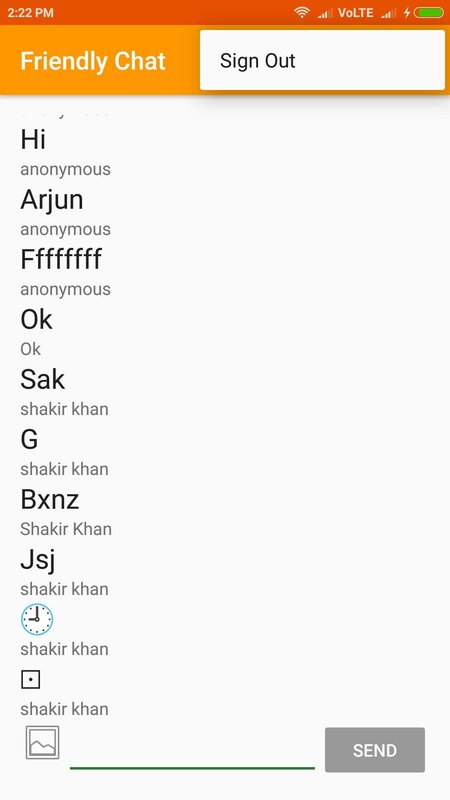 2:22 PM
VoLTE
Friendly Chat
Sign Out
Hi
anonymous
Arjun
anonymous
Ffffffff
anonymous
Ok
Ok
Sak
shakir khan
G
shakir khan
Bxnz
Shakir Khan
Jsj
shakir khan
🕘
shakir khan
⚀
shakir khan
SEND